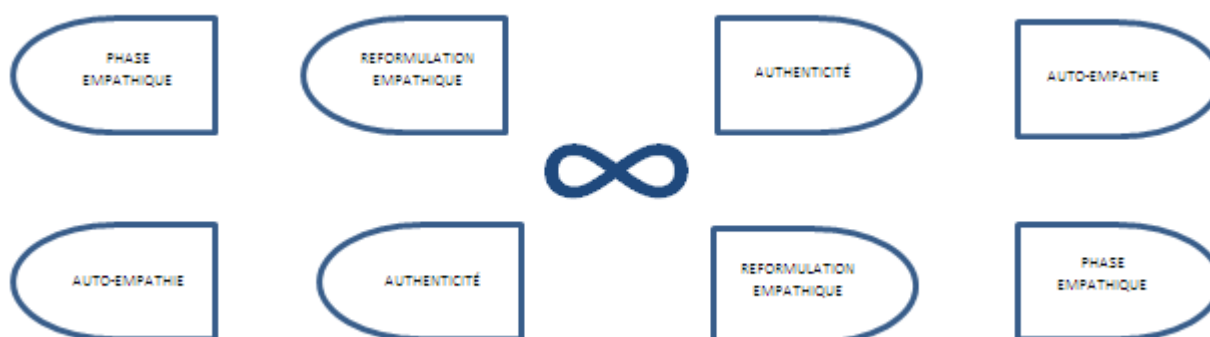 PHASE
EMPATHIQUE
REFORMULATION
EMPATHIQUE
AUTHENTICITÉ
AUTO-EMPATHIE
AUTO-EMPATHIE
AUTHENTICITÉ
REFORMULATION
EMPATHIQUE
PHASE
EMPATHIQUE